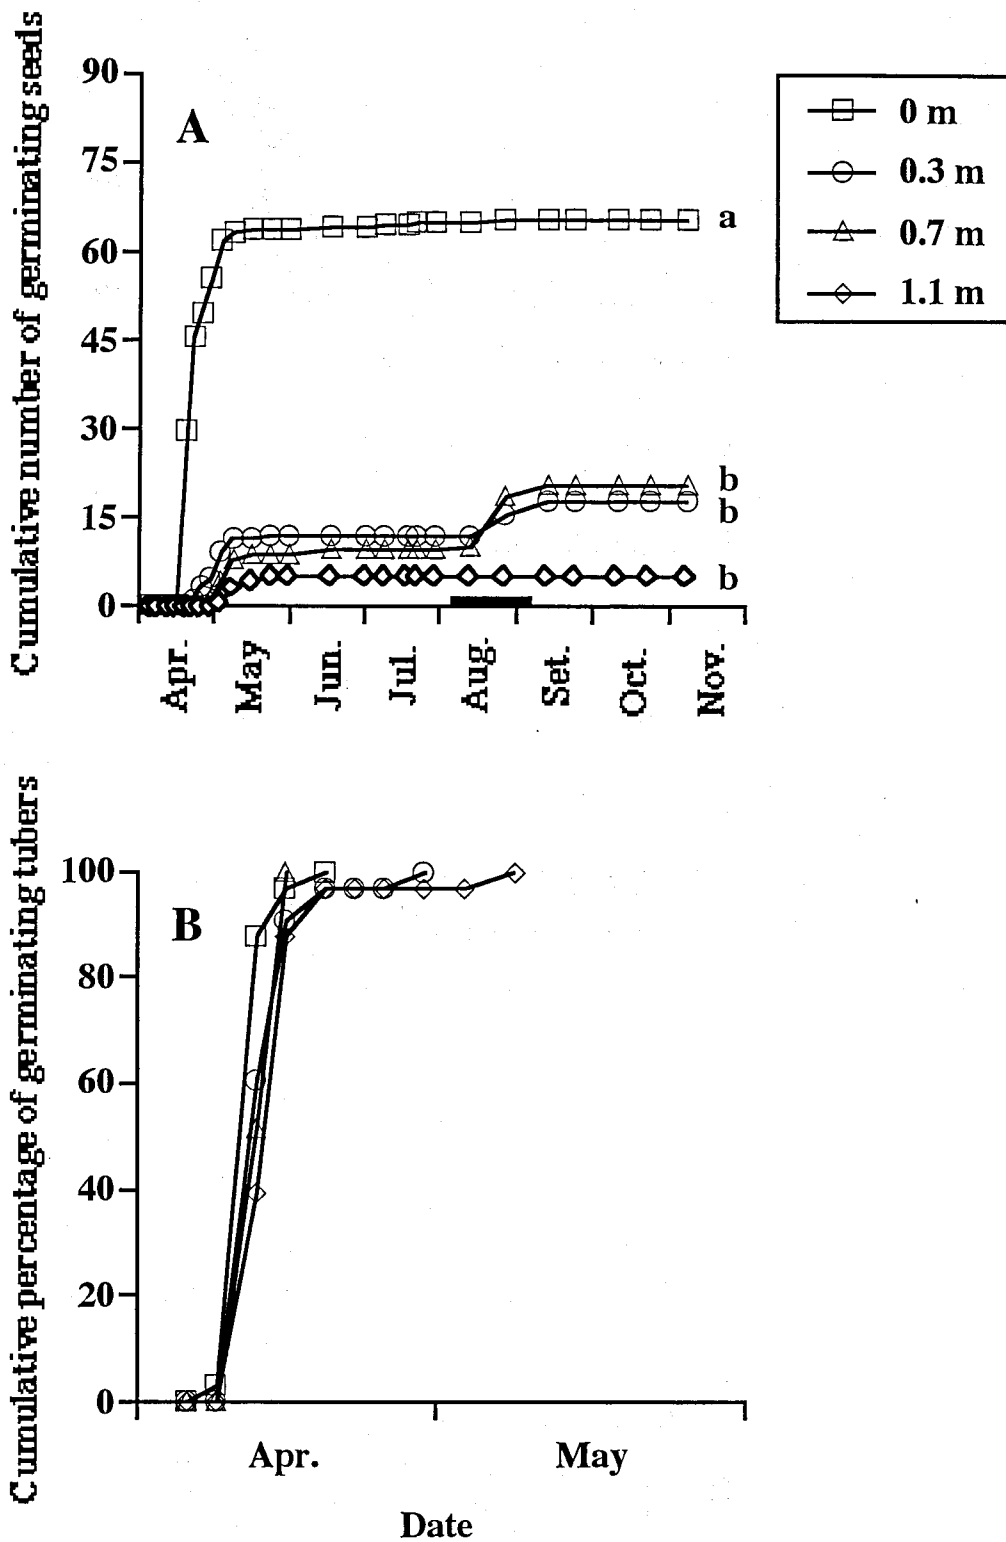 Cumulative number of germinating seeds
90
75
60
45
30
15
0
A
a
b
b
b
0 m
0.3 m
0.7 m
1.1 m
Apr.
May
Jun.
Jul.
Aug.
Set.
Oct.
Nov.
Cumulative percentage of germinating tubers
100
80
60
40
20
0
B
Apr. May
Date